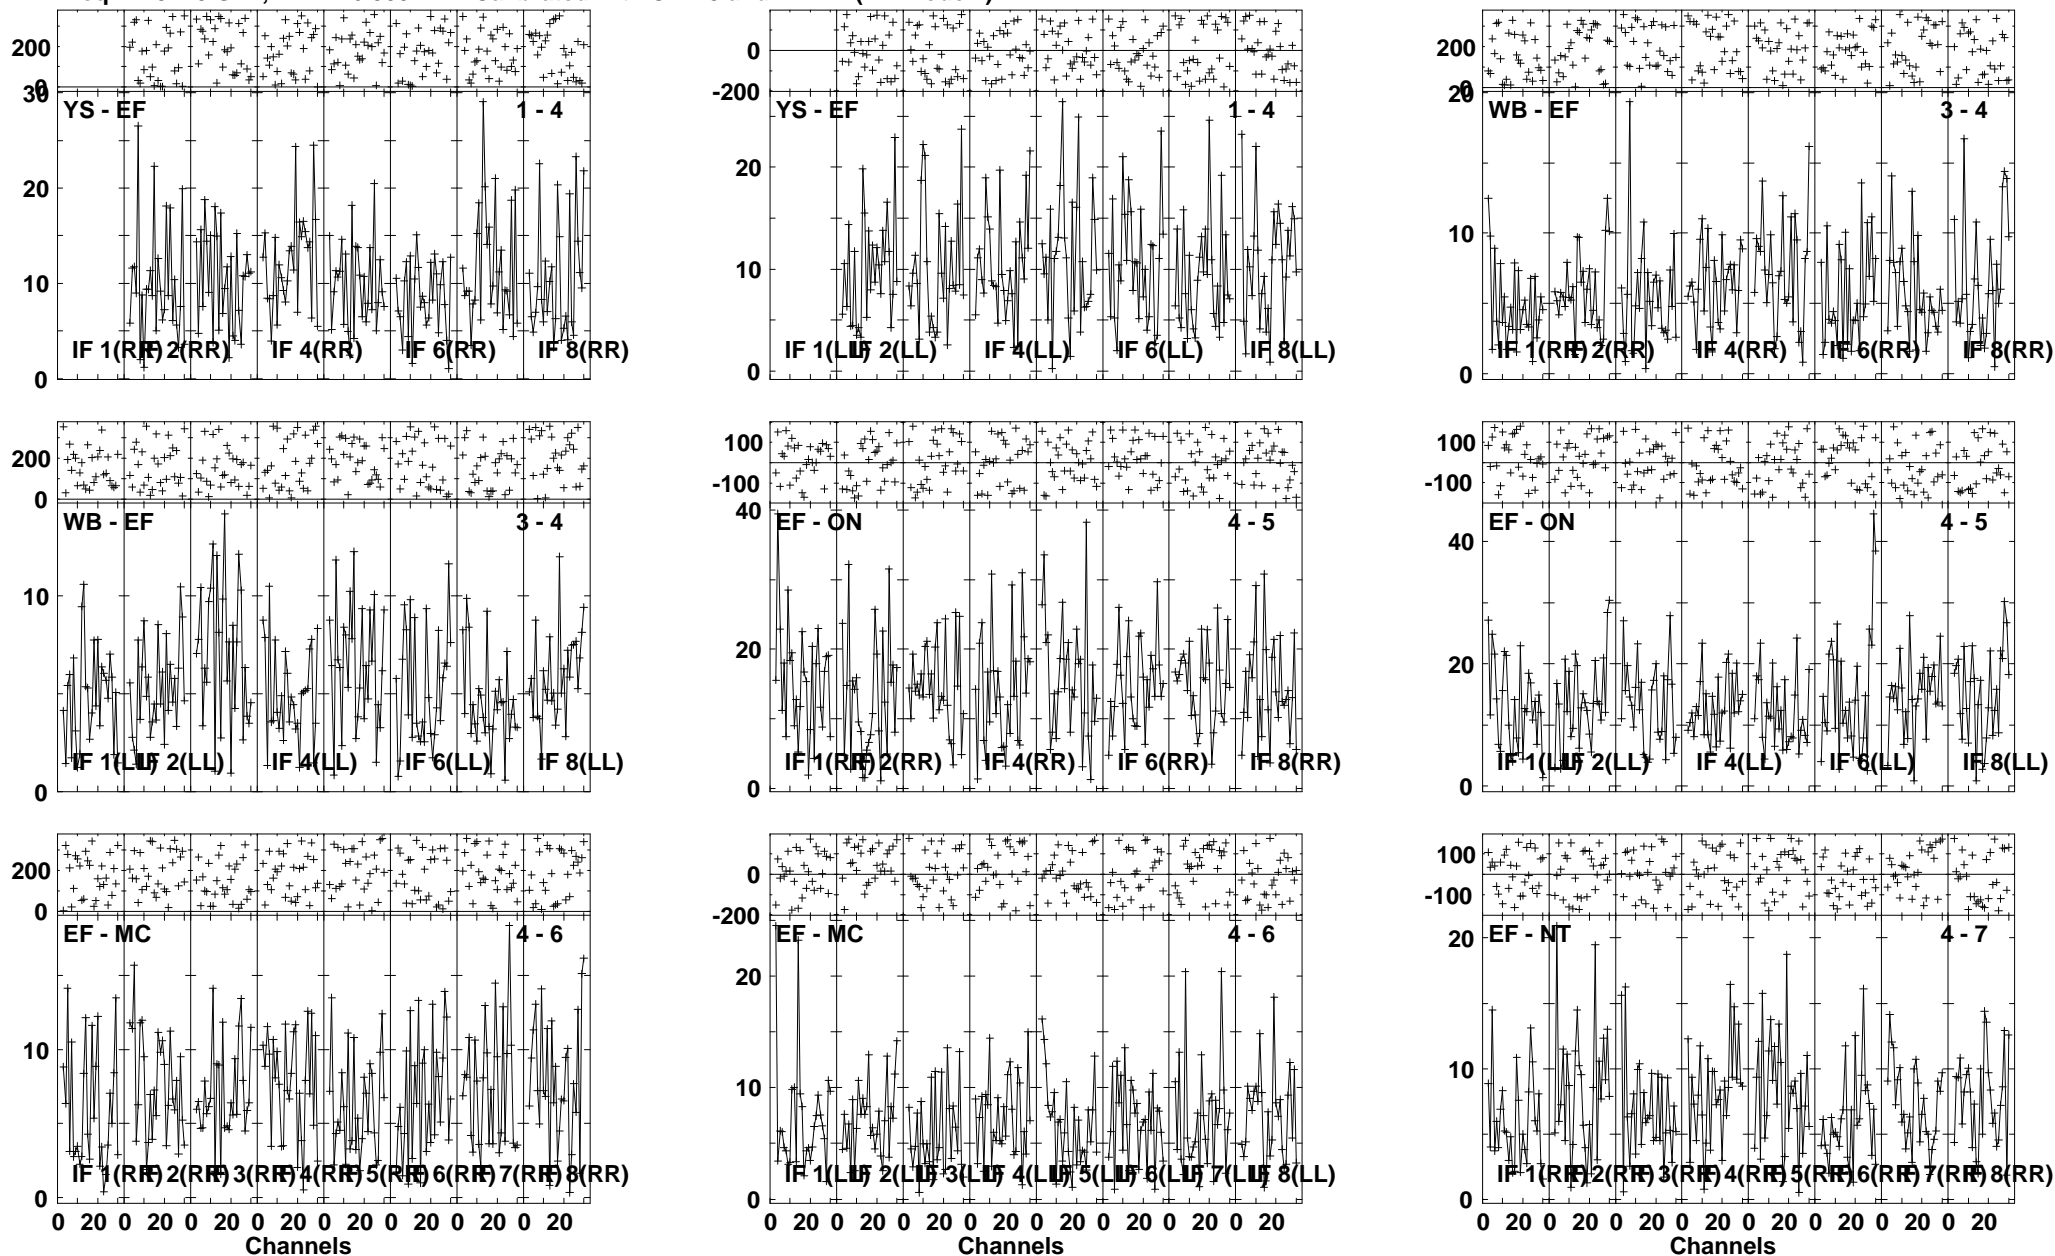 200
0
30
YS - EF 1 - 4
20
10
IF 1(RR) IF 2(RR) IF 4(RR) IF 6(RR) IF 8(RR)
0
0
-200
YS - EF 1 - 4
20
10
IF 1(LL) IF 2(LL) IF 4(LL) IF 6(LL) IF 8(LL)
0
200
0
20
WB - EF 3 - 4
10
IF 1(RR) IF 2(RR) IF 4(RR) IF 6(RR) IF 8(RR)
0
200
0
WB - EF 3 - 4
10
IF 1(LL) IF 2(LL) IF 4(LL) IF 6(LL) IF 8(LL)
0
100
-100
40
EF - ON 4 - 5
20
IF 1(RR) IF 2(RR) IF 4(RR) IF 6(RR) IF 8(RR)
0
100
-100
EF - ON 4 - 5
40
20
IF 1(LL) IF 2(LL) IF 4(LL) IF 6(LL) IF 8(LL)
0
200
0
EF - MC 4 - 6
10
IF 1(RR) IF 2(RR) IF 3(RR) IF 4(RR) IF 5(RR) IF 6(RR) IF 7(RR) IF 8(RR)
0
0 20 0 20 0 20 0 20 0 20 0 20 0 20 0 20
Channels
0
-200
EF - MC 4 - 6
20
10
IF 1(LL) IF 2(LL) IF 3(LL) IF 4(LL) IF 5(LL) IF 6(LL) IF 7(LL) IF 8(LL)
0
0 20 0 20 0 20 0 20 0 20 0 20 0 20 0 20
Channels
100
-100
EF - NT 4 - 7
20
10
IF 1(RR) IF 2(RR) IF 3(RR) IF 4(RR) IF 5(RR) IF 6(RR) IF 7(RR) IF 8(RR)
0
0 20 0 20 0 20 0 20 0 20 0 20 0 20 0 20
Channels